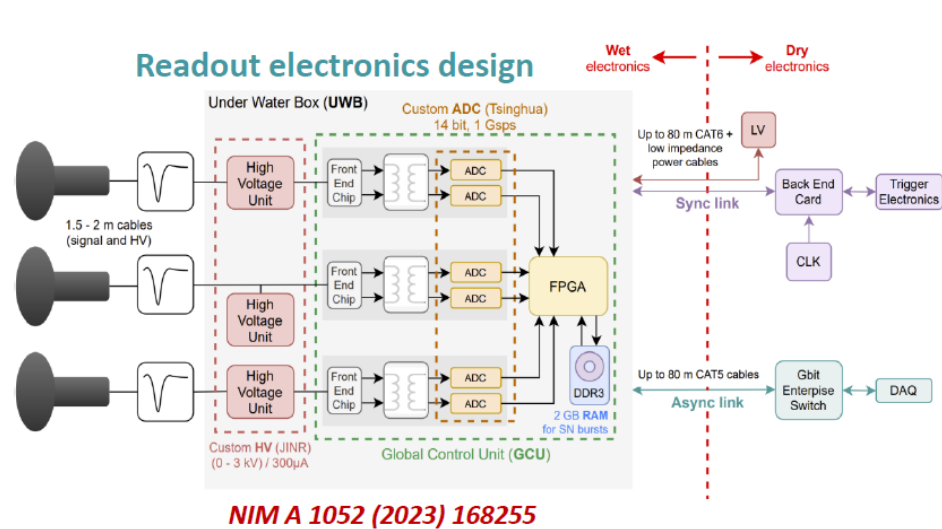 Readout electronics design
Wet
electronics
Dry
electronics
Under Water Box (UWB)
Custom ADC (Tsinghua)
14 bit, 1 Gsps
1.5 - 2 m cables
(signal and HV)
High
Voltage
Unit
Front
End
Chip
ADC
ADC
High
Voltage
Unit
Front
End
Chip
ADC
ADC
High
Voltage
Unit
Front
End
Chip
ADC
ADC
FPGA
DDR3
2 GB RAM
for SN bursts
Custom HV (JINR)
(0 - 3 kV) / 300µA
Global Control Unit (GCU)
Up to 80 m CAT6 +
low impedance
power cables
LV
Sync link
Back End
Card
Trigger
Electronics
CLK
Up to 80 m CAT5 cables
Async link
Gbit
Enterpise
Switch
DAQ
NIM A 1052 (2023) 168255